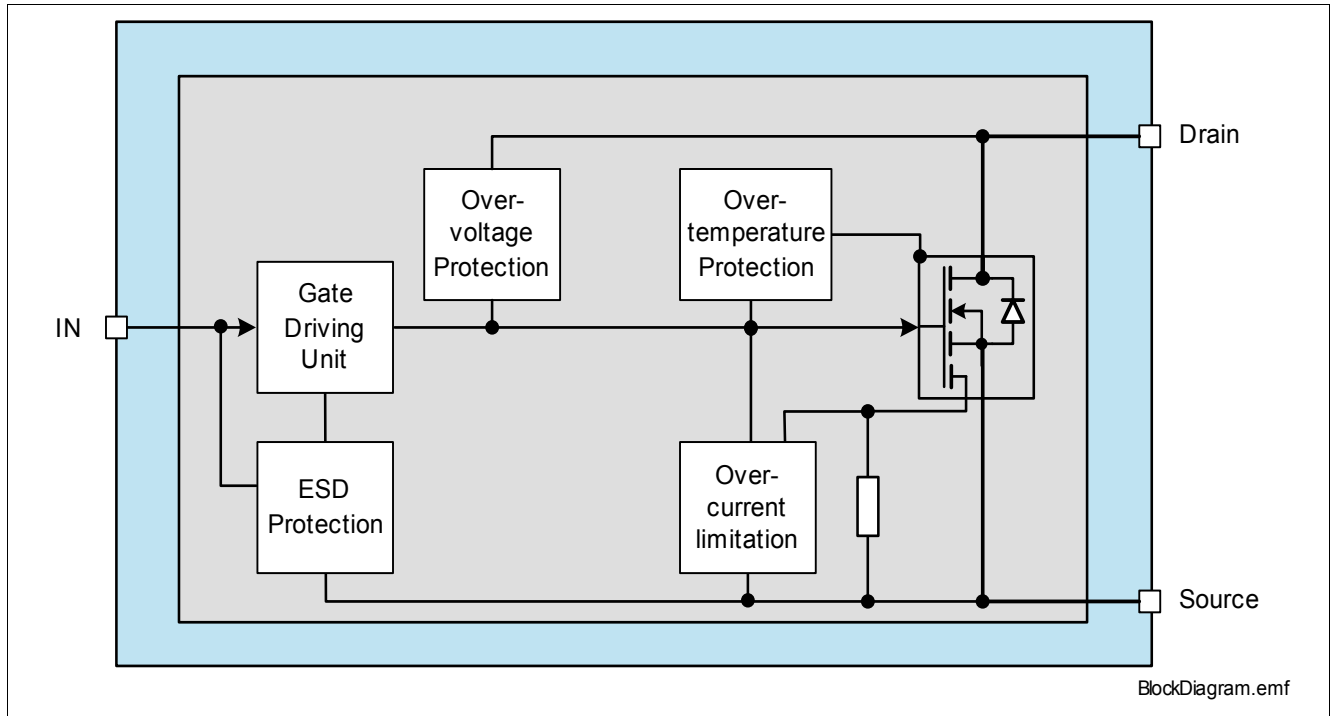 Drain
Over-
voltage
Protection
Over-
temperature
Protection
Gate
Driving
Unit
IN
ESD
Protection
Over-
current
limitation
Source
BlockDiagram.emf